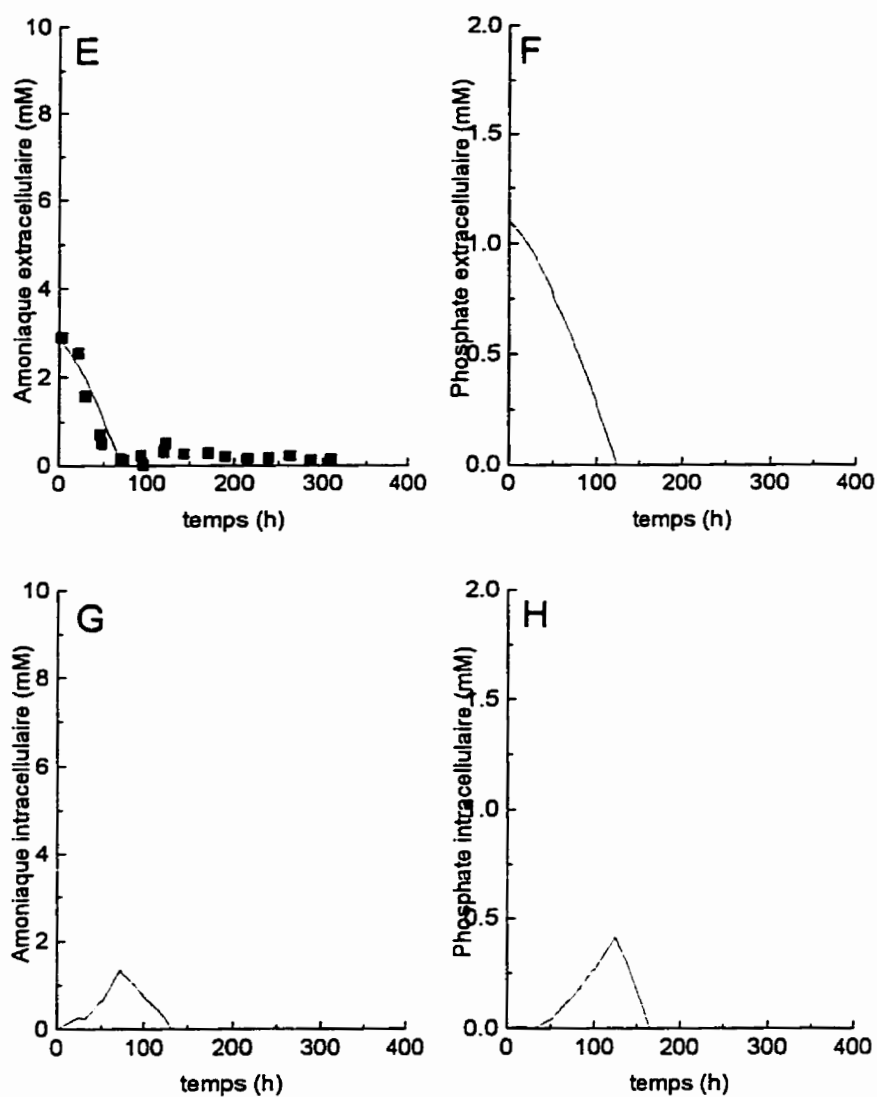 E
Amoniaque extracellulaire (mM)
10
8
6
4
2
0
0 100 200 300 400
temps (h)
F
Phosphate extracellulaire (mM)
2.0
1.5
1.0
0.5
0.0
0 100 200 300 400
temps (h)
G
Amoniaque intracellulaire (mM)
10
8
6
4
2
0
0 100 200 300 400
temps (h)
H
Phosphate intracellulaire (mM)
2.0
1.5
1.0
0.5
0.0
0 100 200 300 400
temps (h)